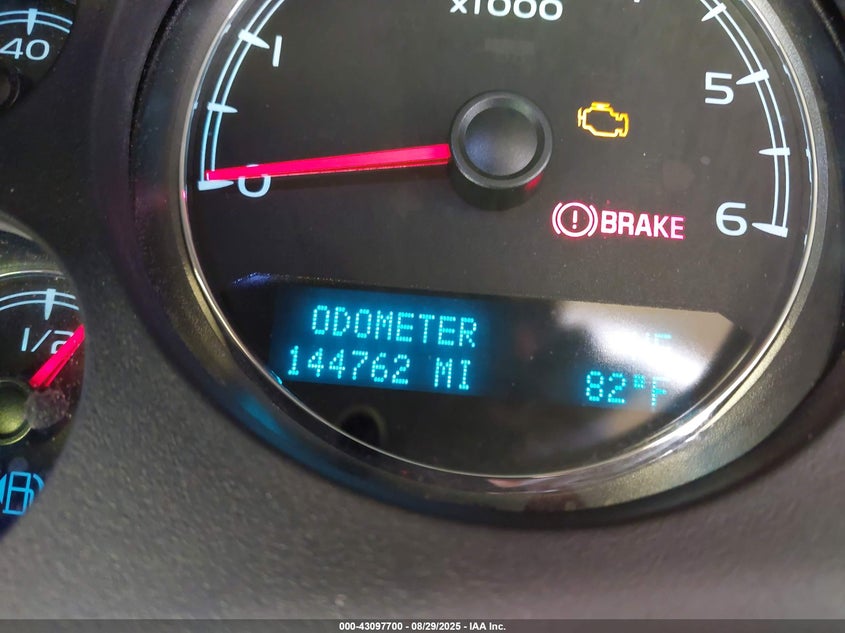 x1000
40
1
5
0
BRAKE
6
1/2
ODOMETER
144762 MI
82°F
000-43097700 - 08/29/2025 - IAA Inc.